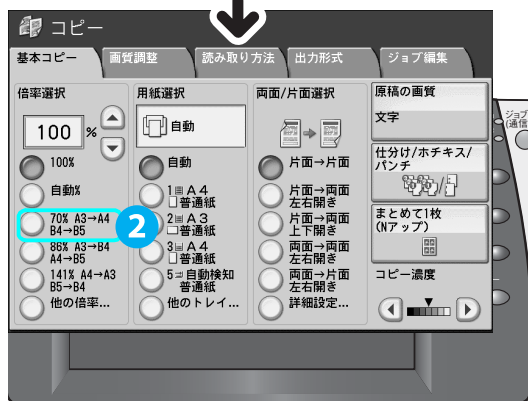 コピー
基本コピー
画質調整
読み取り方法
出力形式
ジョブ編集
倍率選択
100 %
100%
自動%
70% A3→A4
B4→B5
86% A3→B4
A4→B5
141% A4→A3
B5→B4
他の倍率...
2
用紙選択
自動
自動
1 A4
普通紙
2 A3
普通紙
3 A4
普通紙
5 自動検知
普通紙
他のトレイ...
両面/片面選択
片面→片面
片面→両面
左右開き
片面→両面
上下開き
両面→両面
左右開き
両面→片面
左右開き
詳細設定...
原稿の画質
文字
仕分け/ホチキス/
パンチ
まとめて1枚
(Nアップ)
コピー濃度
ジョブ
(通信